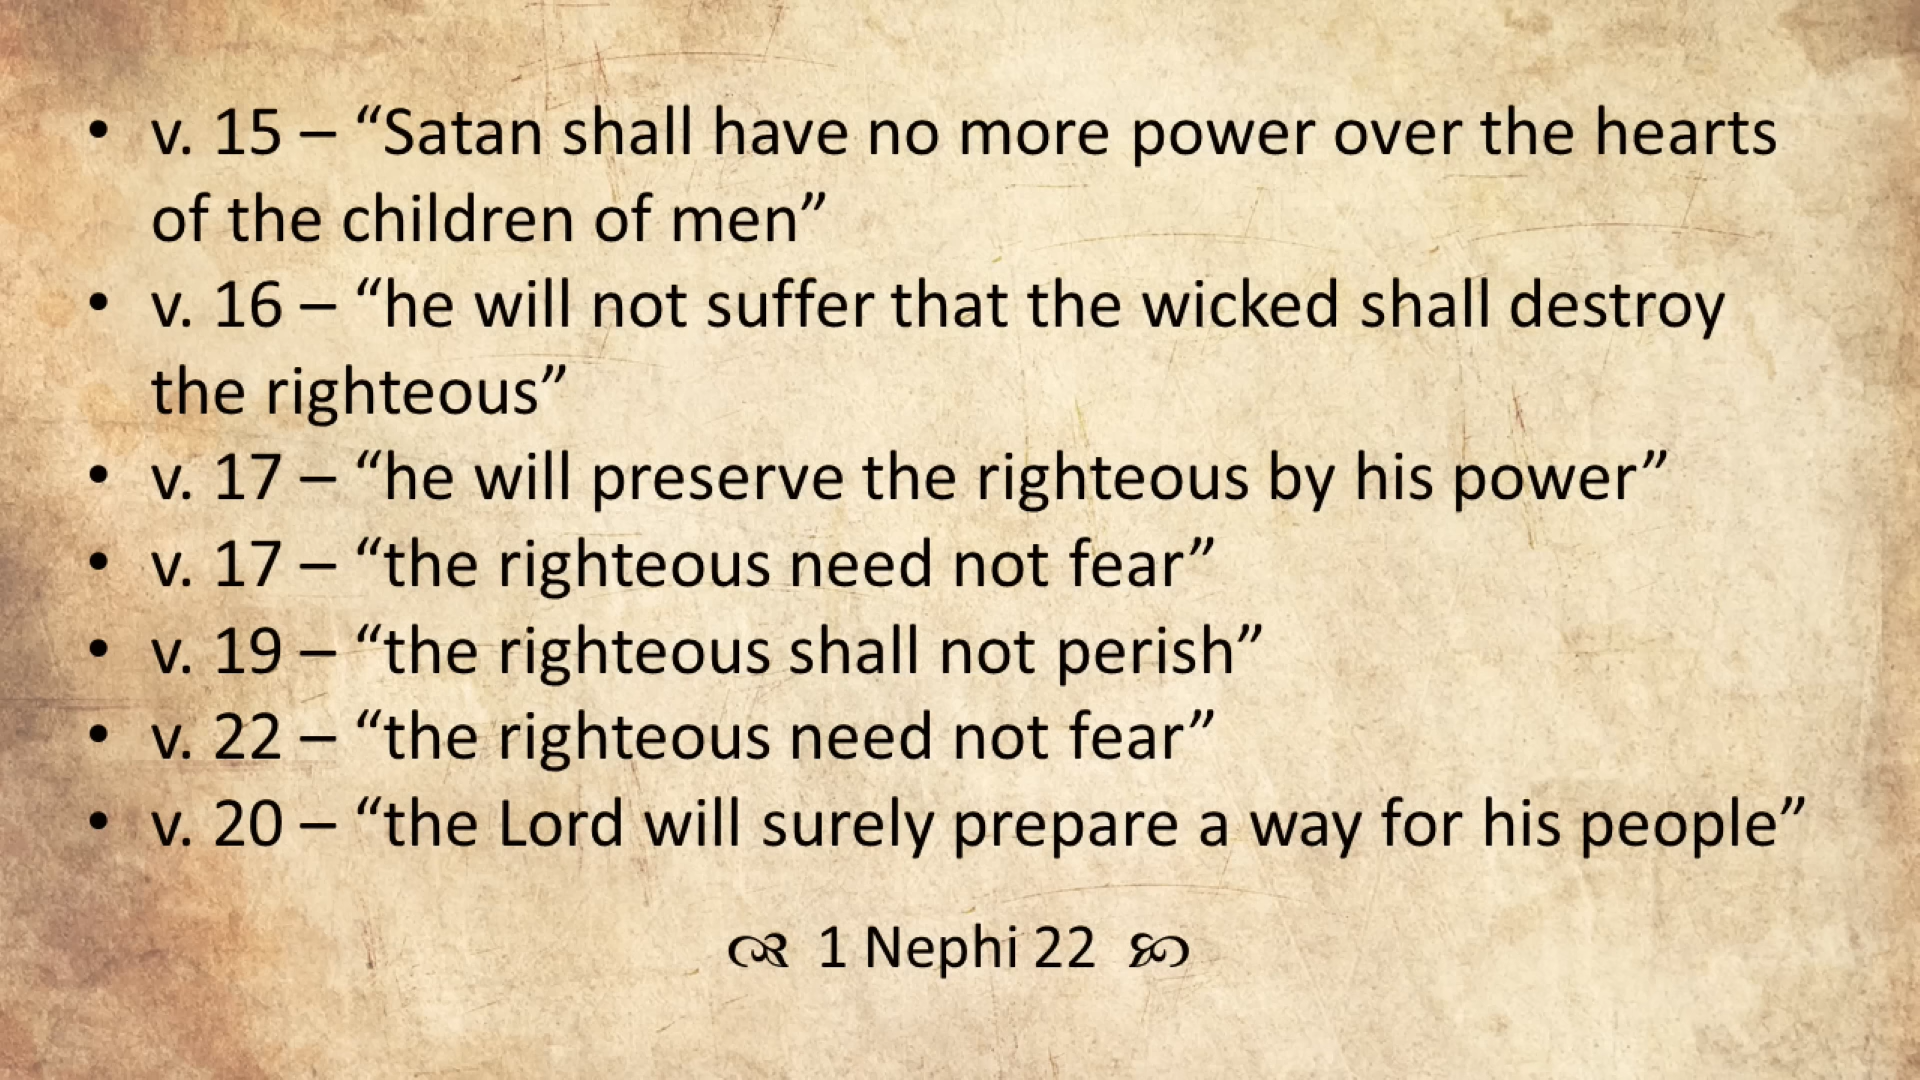 • v. 15 – “Satan shall have no more power over the hearts
of the children of men”
• v. 16 – “he will not suffer that the wicked shall destroy
the righteous”
• v. 17 – “he will preserve the righteous by his power”
• v. 17 – “the righteous need not fear”
• v. 19 – “the righteous shall not perish”
• v. 22 – “the righteous need not fear”
• v. 20 – “the Lord will surely prepare a way for his people”
🙢 1 Nephi 22 🙠